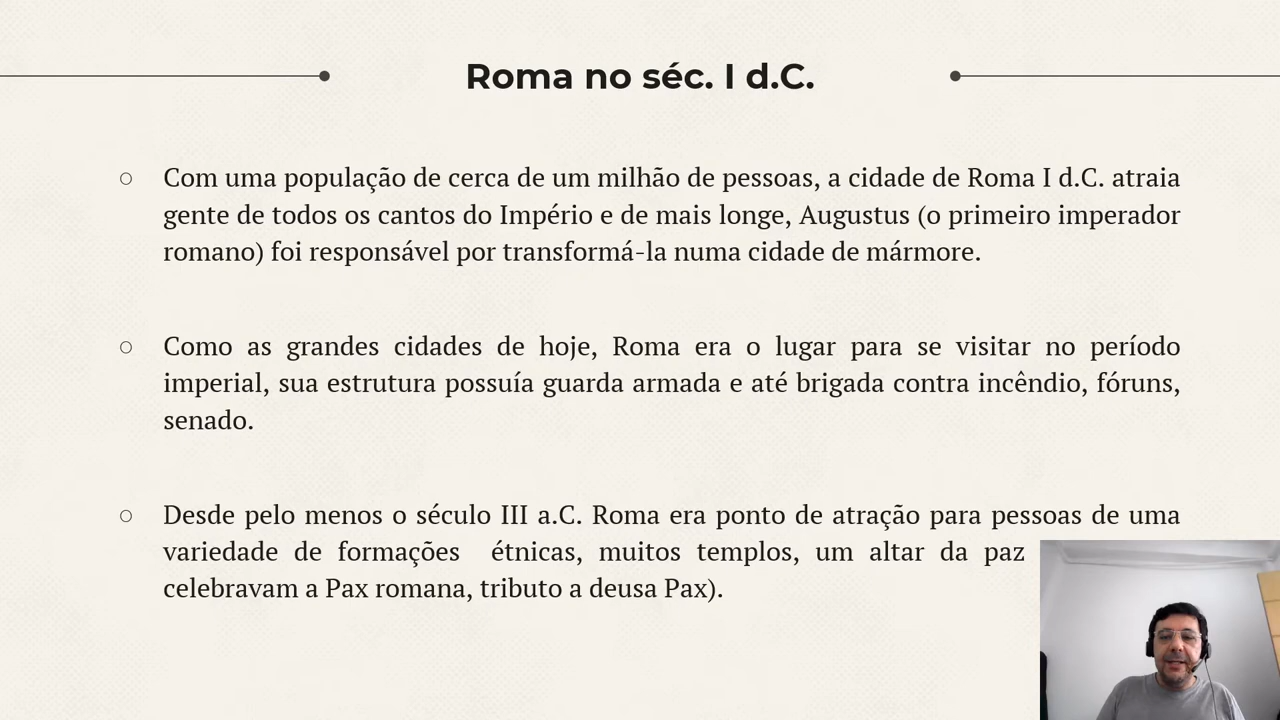 Roma no séc. I d.C.
Com uma população de cerca de um milhão de pessoas, a cidade de Roma I d.C. atraia
gente de todos os cantos do Império e de mais longe, Augustus (o primeiro imperador
romano) foi responsável por transformá-la numa cidade de mármore.
Como as grandes cidades de hoje, Roma era o lugar para se visitar no período
imperial, sua estrutura possuía guarda armada e até brigada contra incêndio, fóruns,
senado.
Desde pelo menos o século III a.C. Roma era ponto de atração para pessoas de uma
variedade de formações étnicas, muitos templos, um altar da paz
celebravam a Pax romana, tributo a deusa Pax).